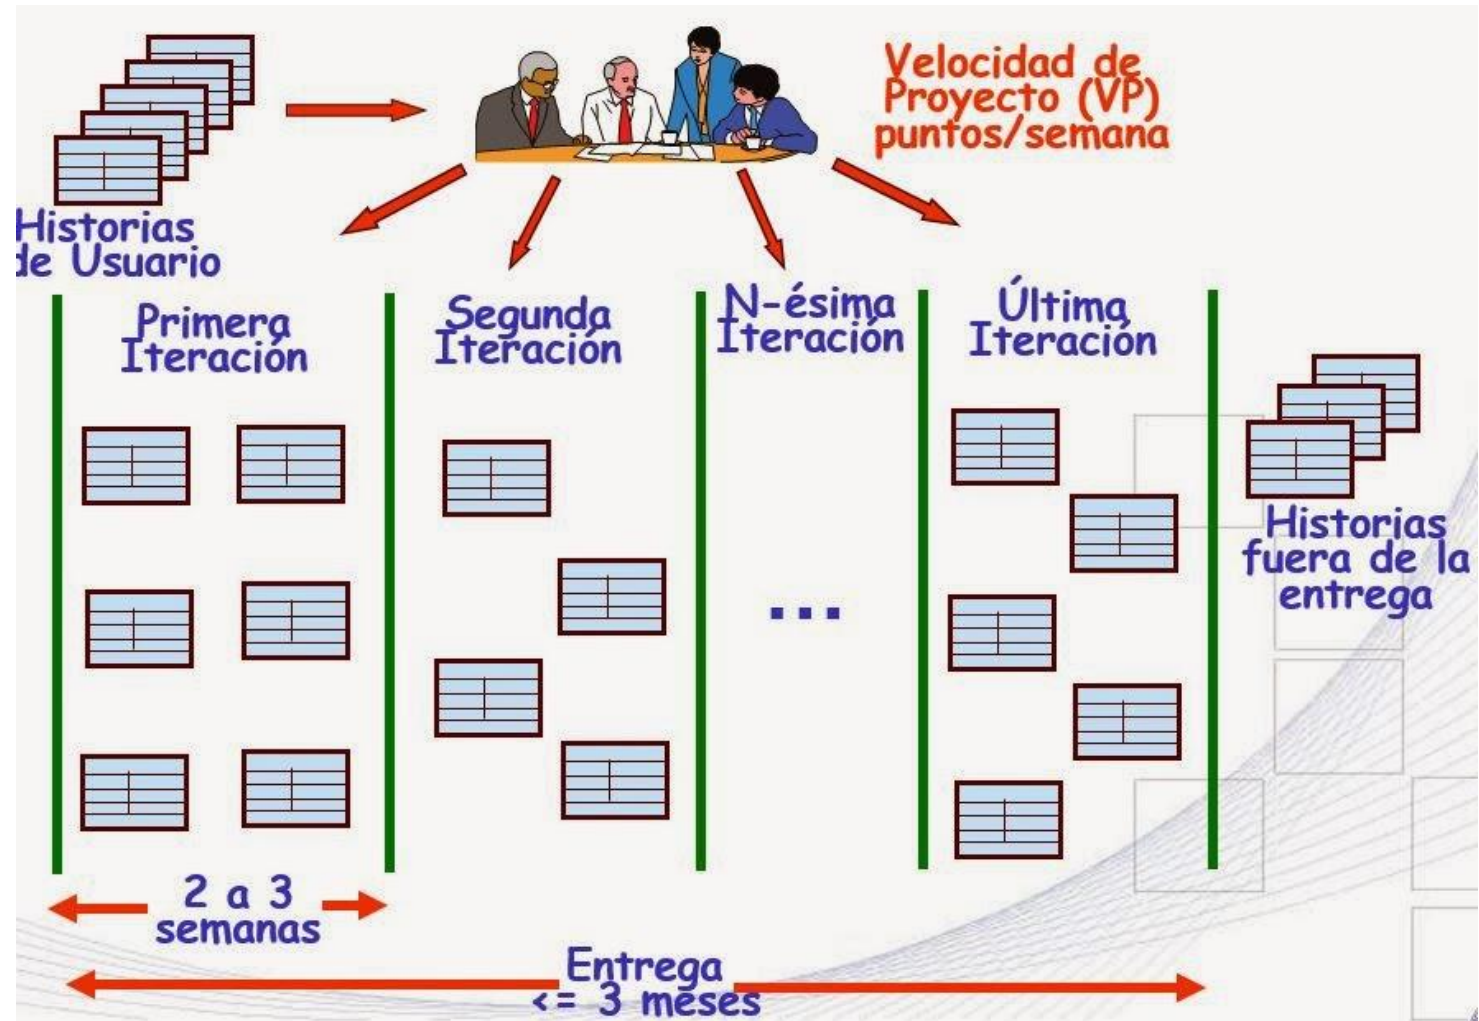 Velocidad de
Proyecto (VP)
puntos/semana
Historias
de Usuario
Primera
Iteración
Segunda
Iteración
N-ésima
Iteración
Última
Iteración
...
Historias
fuera de la
entrega
2 a 3
semanas
Entrega
<= 3 meses